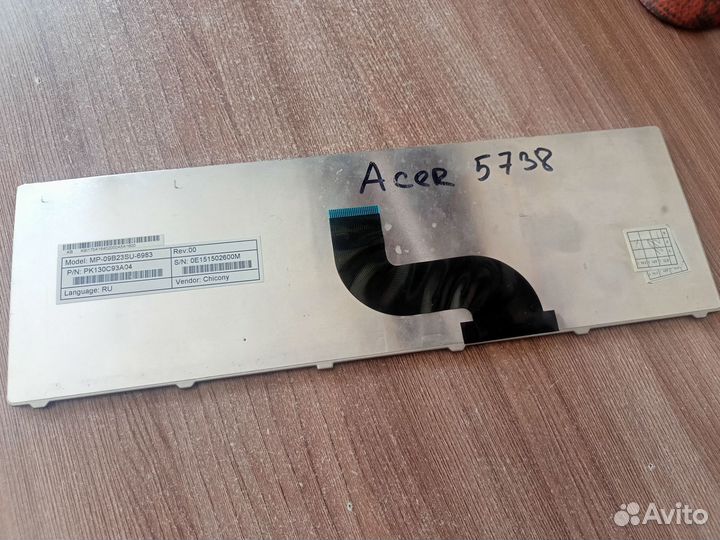 Acer 5738
Model: MP-09B23SU-6983
Rev:00
P/N: PK130C93A04
S/N: 0E151502600M
Language: RU
Vendor: Chicony
Avito